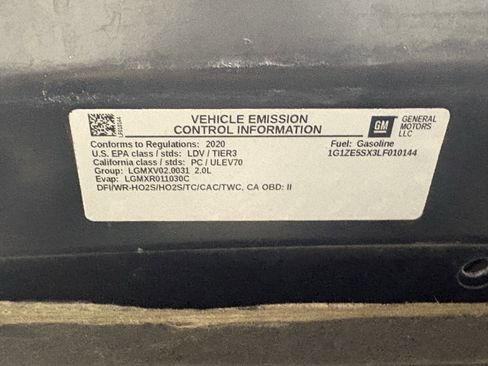 LF010144
VEHICLE EMISSION
CONTROL INFORMATION
GM
GENERAL
MOTORS
LLC
Conforms to Regulations: 2020
U.S. EPA class / stds: LDV / TIER3
California class / stds: PC / ULEV70
Group: LGMXV02.0031 2.0L
Evap: LGMXR011030C
DFI/WR-HO2S/HO2S/TC/CAC/TWC, CA OBD: II
Fuel: Gasoline
1G1ZE5SX3LF010144